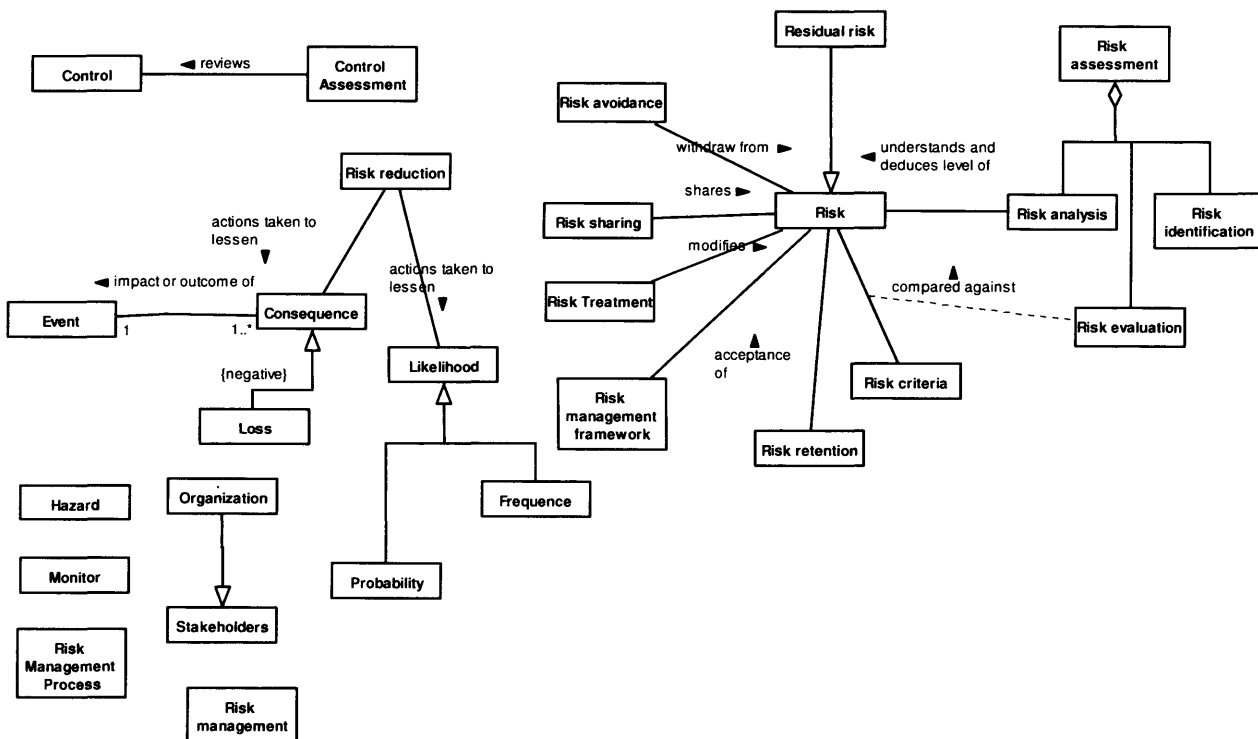 Residual risk
Risk
assessment
Control
◄ reviews
Control
Assessment
Risk avoidance
withdraw from ►
◄ understands and
deduces level of
Risk reduction
shares ►
Risk sharing
Risk
Risk analysis
Risk
identification
actions taken to
lessen
▼
modifies ►
◄ impact or outcome of
actions taken to
lessen ▼
▲
compared against
Risk Treatment
Event
1
1..*
Consequence
Risk evaluation
▲
acceptance
of
Likelihood
Risk criteria
{negative}
Loss
Risk
management
framework
Risk retention
Hazard
Organization
Frequence
Monitor
Probability
Stakeholders
Risk
Management
Process
Risk
management